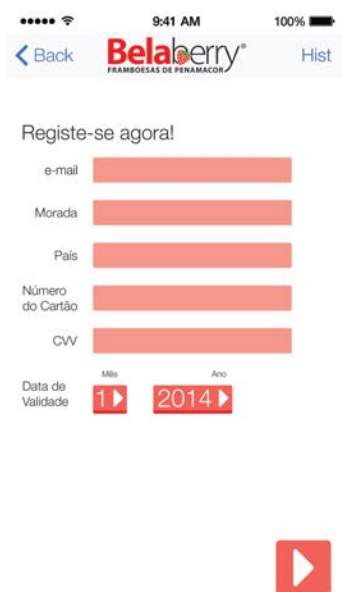 9:41 AM 100%
Back Belaberry® Hist
FRAMBOESAS DE PENAMACOR
Registe-se agora!
e-mail
Morada
País
Número
do Cartão
CVV
Mês Ano
Data de
Validade
1 2014